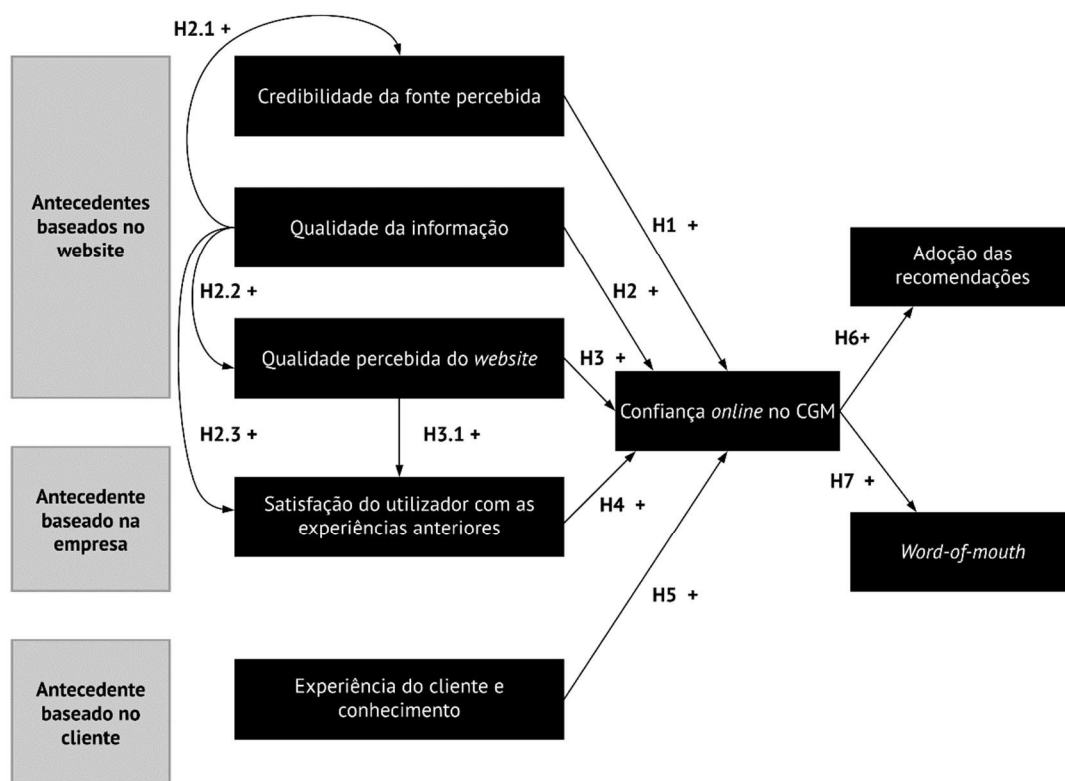 H2.1 +
Credibilidade da fonte percebida
Antecedentes
baseados no
website
Qualidade da informação
H1 +
H2 +
Adoção das
recomendações
H2.2 +
Qualidade percebida do website
H3 +
H6+
Confiança online no CGM
H2.3 +
H3.1 +
Antecedente
baseado na
empresa
Satisfação do utilizador com as
experiências anteriores
H4 +
H7 +
Word-of-mouth
H5 +
Antecedente
baseado no
cliente
Experiência do cliente e
conhecimento